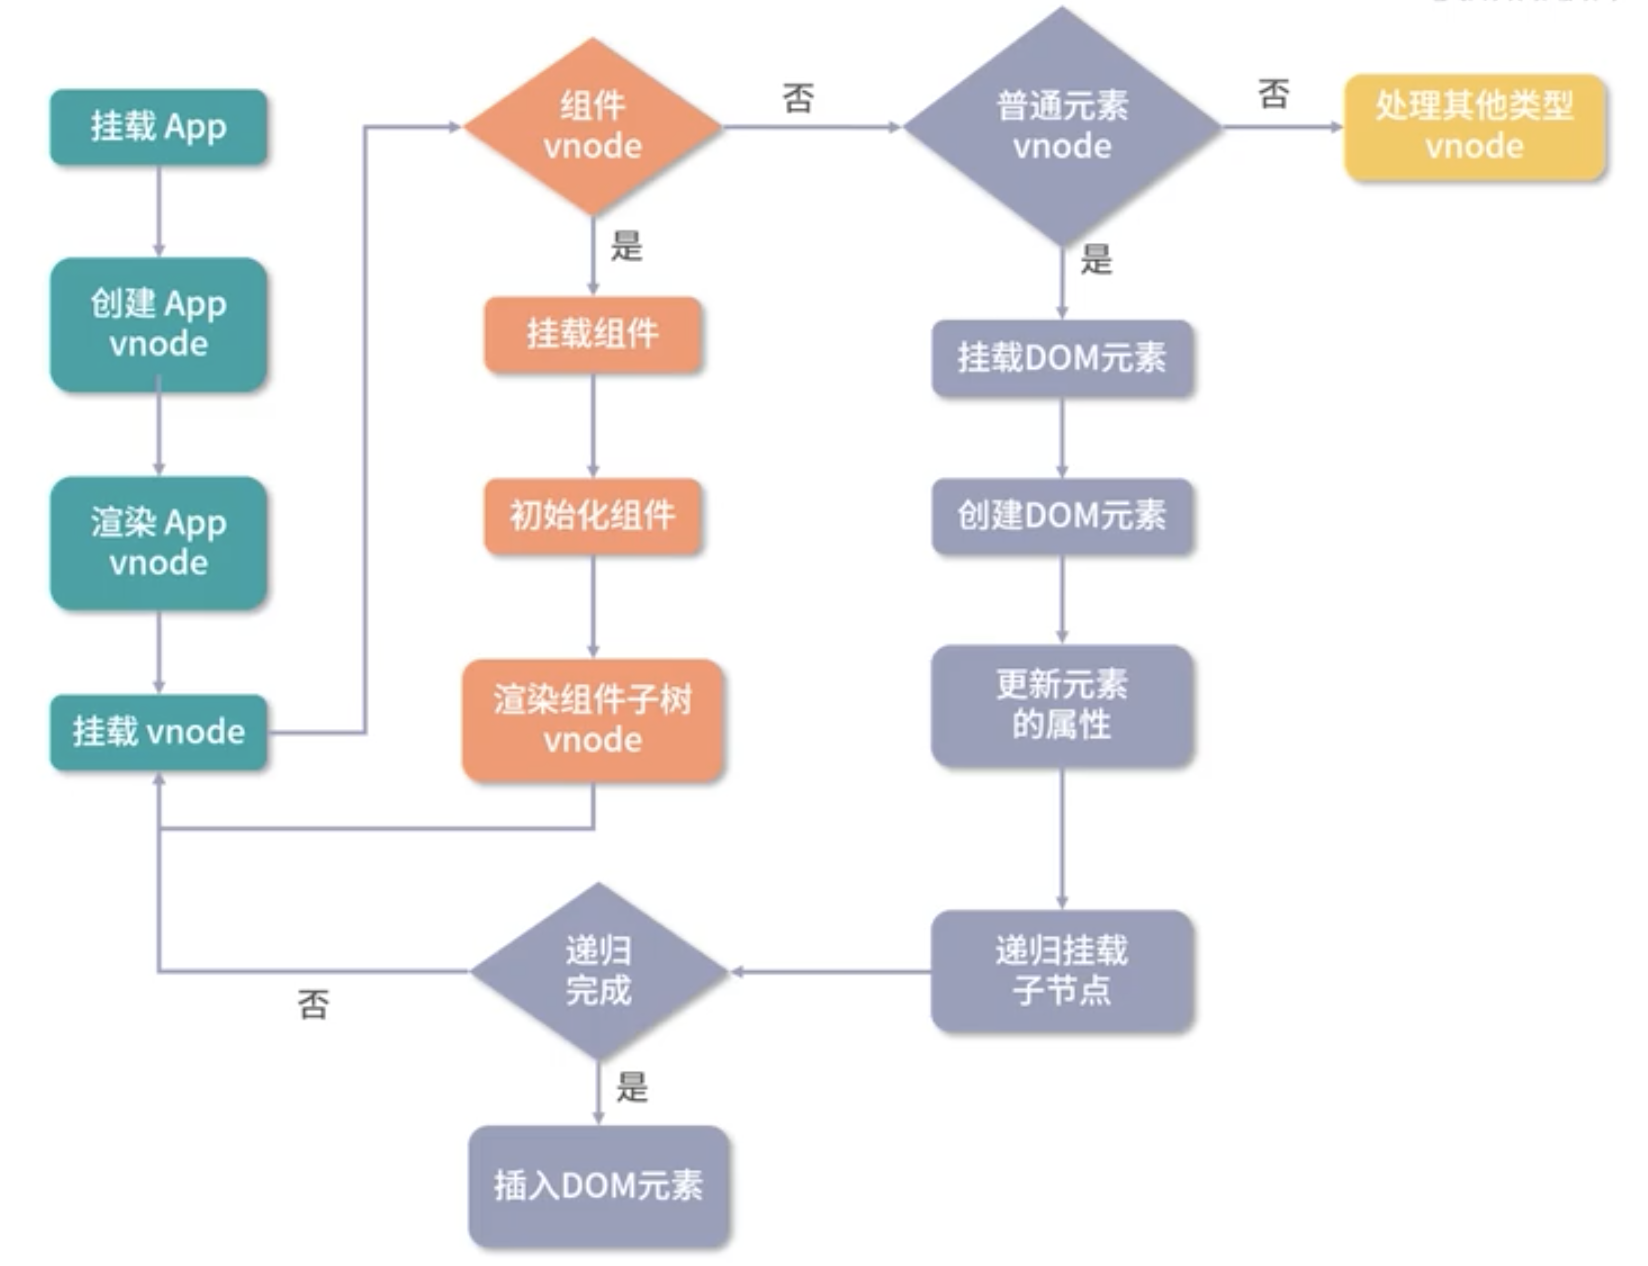 挂载 App
创建 App
vnode
渲染 App
vnode
挂载 vnode
组件
vnode
否
是
挂载组件
初始化组件
渲染组件子树
vnode
普通元素
vnode
否
是
处理其他类型
vnode
挂载DOM元素
创建DOM元素
更新元素
的属性
递归挂载
子节点
递归
完成
否
是
插入DOM元素